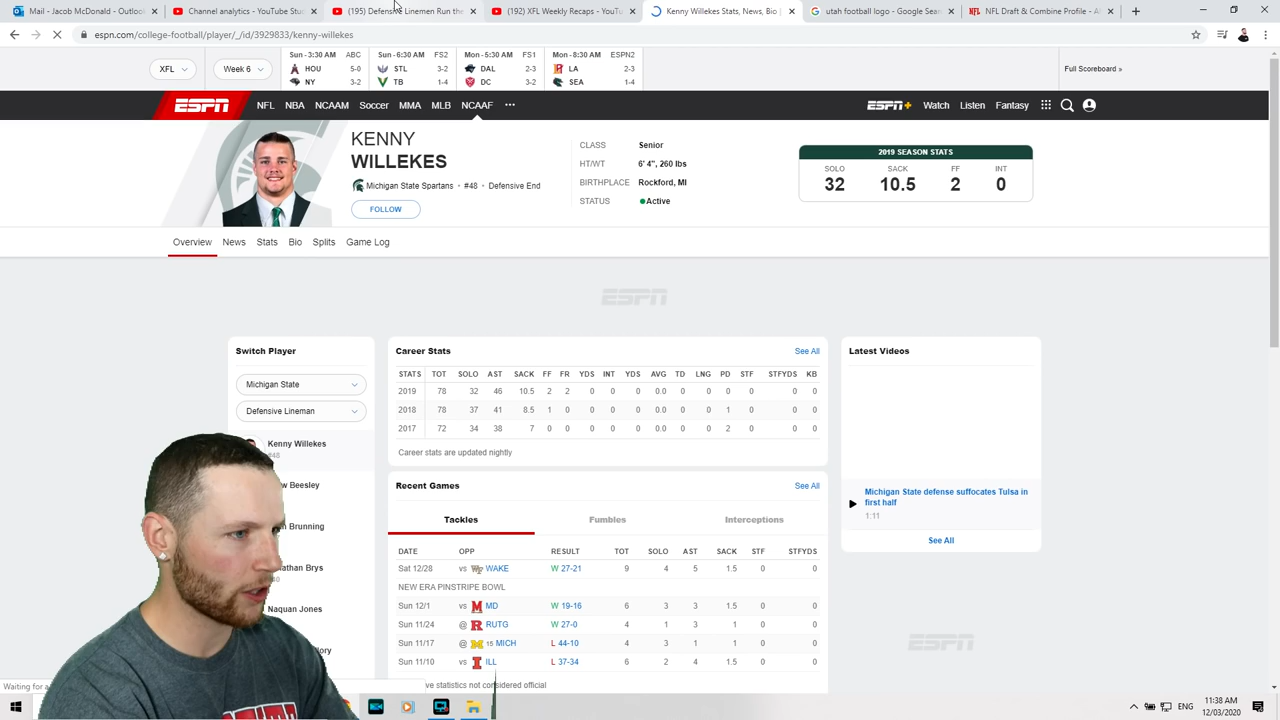 Mail - Jacob McDonald - Outloo
Channel analytics - YouTube Stu
(195) Defensive Linemen Run the
(192) XFL Weekly Recaps - YouT
Kenny Willekes Stats, News, Bio |
utah football logo - Google Sear
NFL Draft & Combine Profile - A
espn.com/college-football/player/_/id/3929833/kenny-willekes
XFL
Week 6
Sun - 3:30 AM ABC
HOU 5-0
NY 3-2
Sun - 6:30 AM FS2
STL 3-2
TB 1-4
Mon - 5:30 AM FS1
DAL 2-3
DC 3-2
Mon - 8:30 AM ESPN2
LA 2-3
SEA 1-4
Full Scoreboard »
ESPN NFL NBA NCAAM Soccer MMA MLB NCAAF ... ESPN+ Watch Listen Fantasy
KENNY
WILLEKES
Michigan State Spartans • #48 • Defensive End
FOLLOW
CLASS Senior
HT/WT 6' 4", 260 lbs
BIRTHPLACE Rockford, MI
STATUS Active
2019 SEASON STATS
SOLO SACK FF INT
32 10.5 2 0
Overview News Stats Bio Splits Game Log
ESPN
Switch Player
Michigan State
Defensive Lineman
Kenny Willekes
#48
Beesley
Brunning
Brys
Naquan Jones
Career Stats See All
STATS TOT SOLO AST SACK FF FR YDS INT YDS AVG TD LNG PD STF STFYDS KB
2019 78 32 46 10.5 2 2 0 0 0 0.0 0 0 0 0 0 0
2018 78 37 41 8.5 1 0 0 0 0 0.0 0 0 1 0 0 0
2017 72 34 38 7 0 0 0 0 0 0.0 0 0 2 0 0 0
Career stats are updated nightly
Recent Games See All
Tackles Fumbles Interceptions
DATE OPP RESULT TOT SOLO AST SACK STF STFYDS
Sat 12/28 vs WAKE W 27-21 9 4 5 1.5 0 0
NEW ERA PINSTRIPE BOWL
Sun 12/1 vs MD W 19-16 6 3 3 1.5 0 0
Sun 11/24 @ RUTG W 27-0 4 1 3 1 0 0
Sun 11/17 @ 15 MICH L 44-10 4 3 1 1 0 0
Sun 11/10 vs ILL L 37-34 6 2 4 1.5 0 0
statistics not considered official
Latest Videos
Michigan State defense suffocates Tulsa in
first half
1:11
See All
ESPN
Waiting for
ENG
11:38 AM
12/03/2020